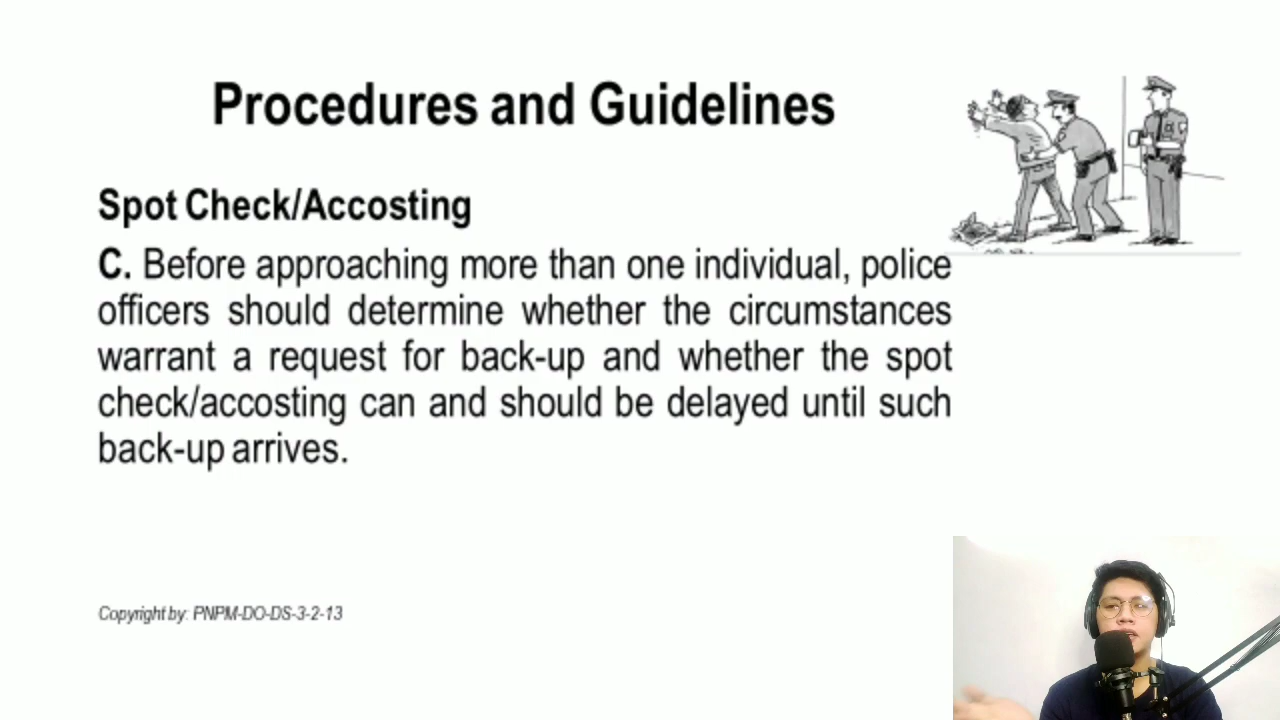 Procedures and Guidelines
Spot Check/Accosting
C. Before approaching more than one individual, police
officers should determine whether the circumstances
warrant a request for back-up and whether the spot
check/accosting can and should be delayed until such
back-up arrives.
Copyright by: PNPM-DO-DS-3-2-13